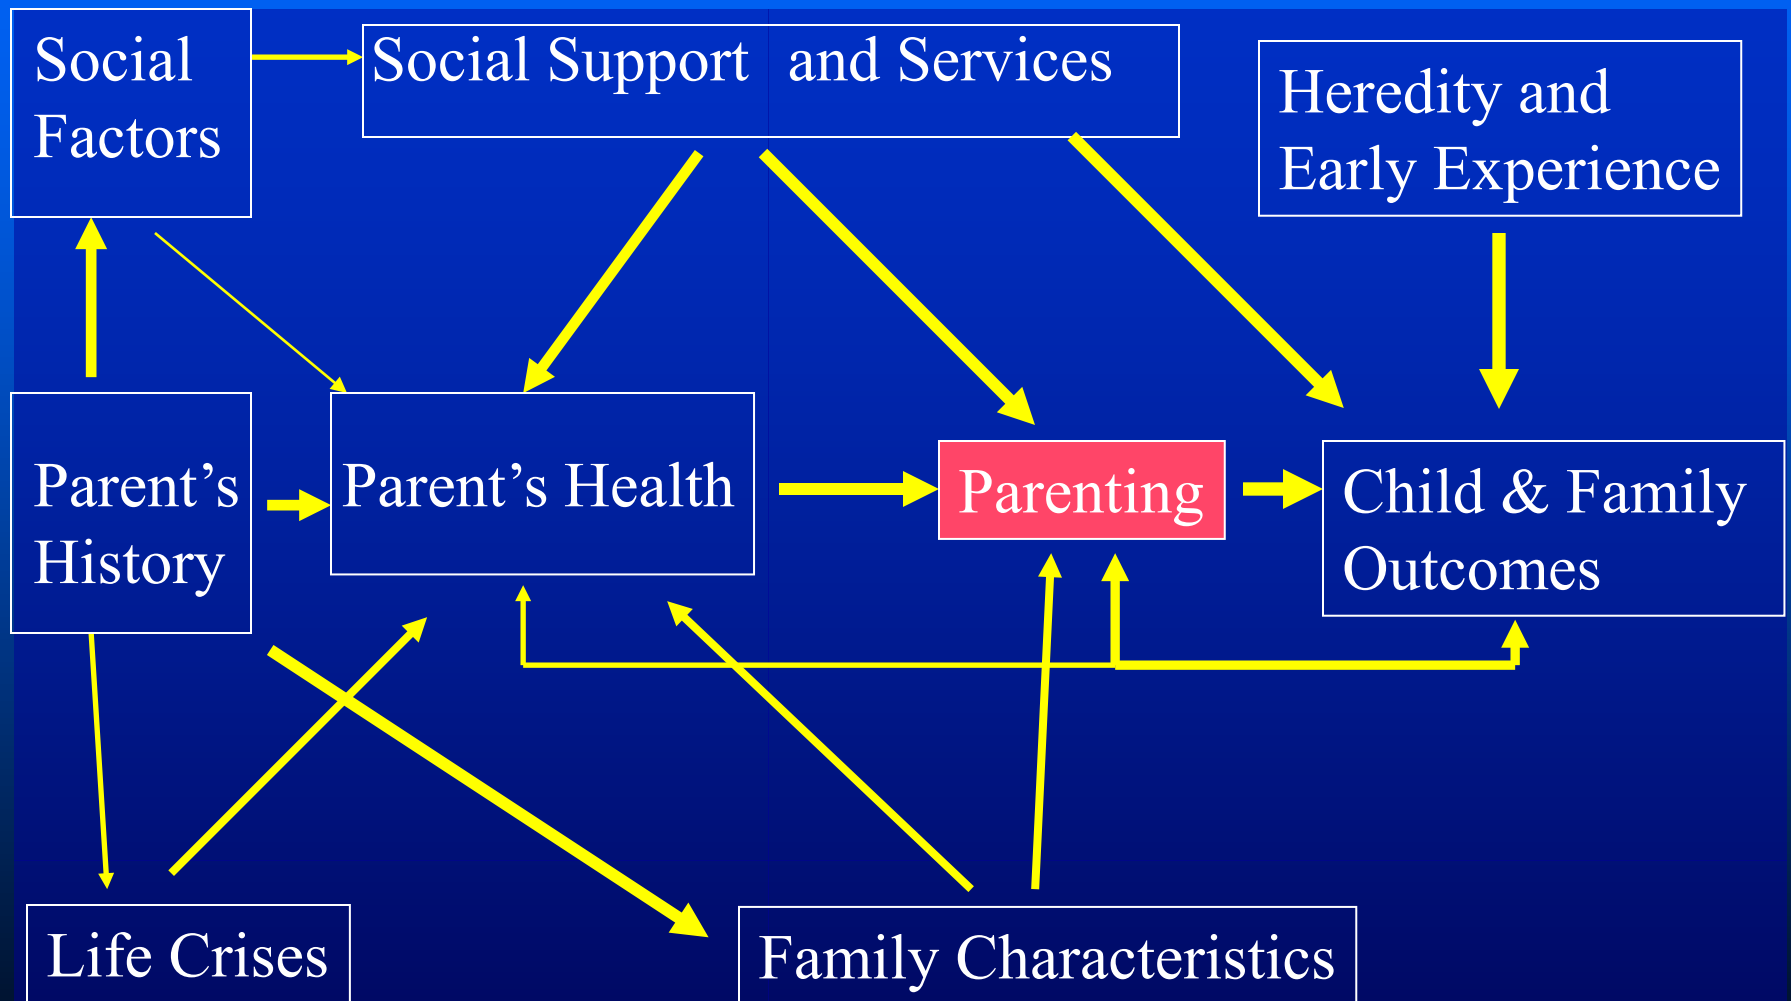 Social
Factors
Social Support and Services
Heredity and
Early Experience
Parent’s
History
Parent’s Health
Parenting
Child & Family
Outcomes
Life Crises
Family Characteristics